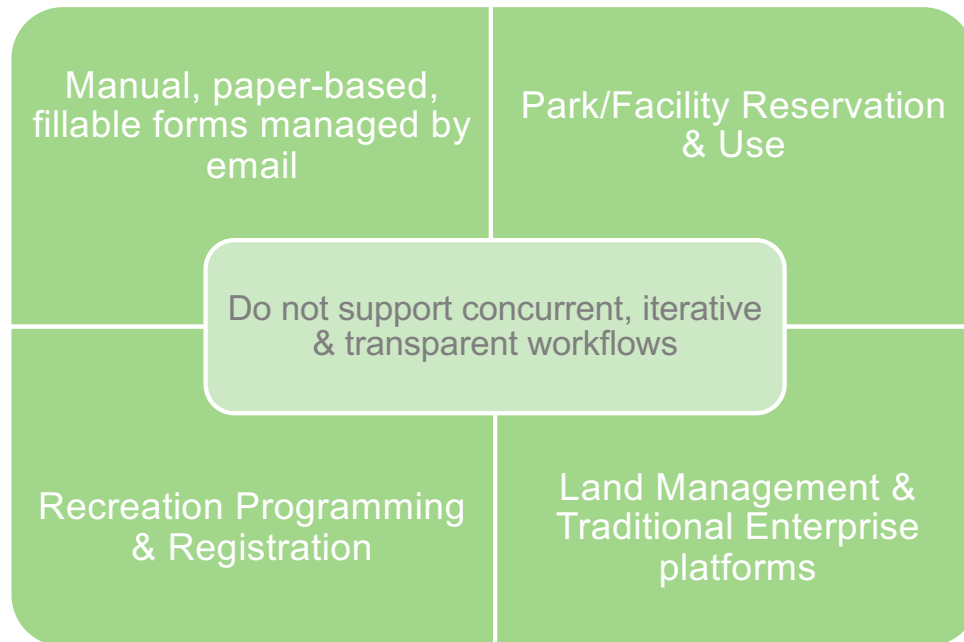 Manual, paper-based,
fillable forms managed by
email
Park/Facility Reservation
& Use
Do not support concurrent, iterative
& transparent workflows
Recreation Programming
& Registration
Land Management &
Traditional Enterprise
platforms